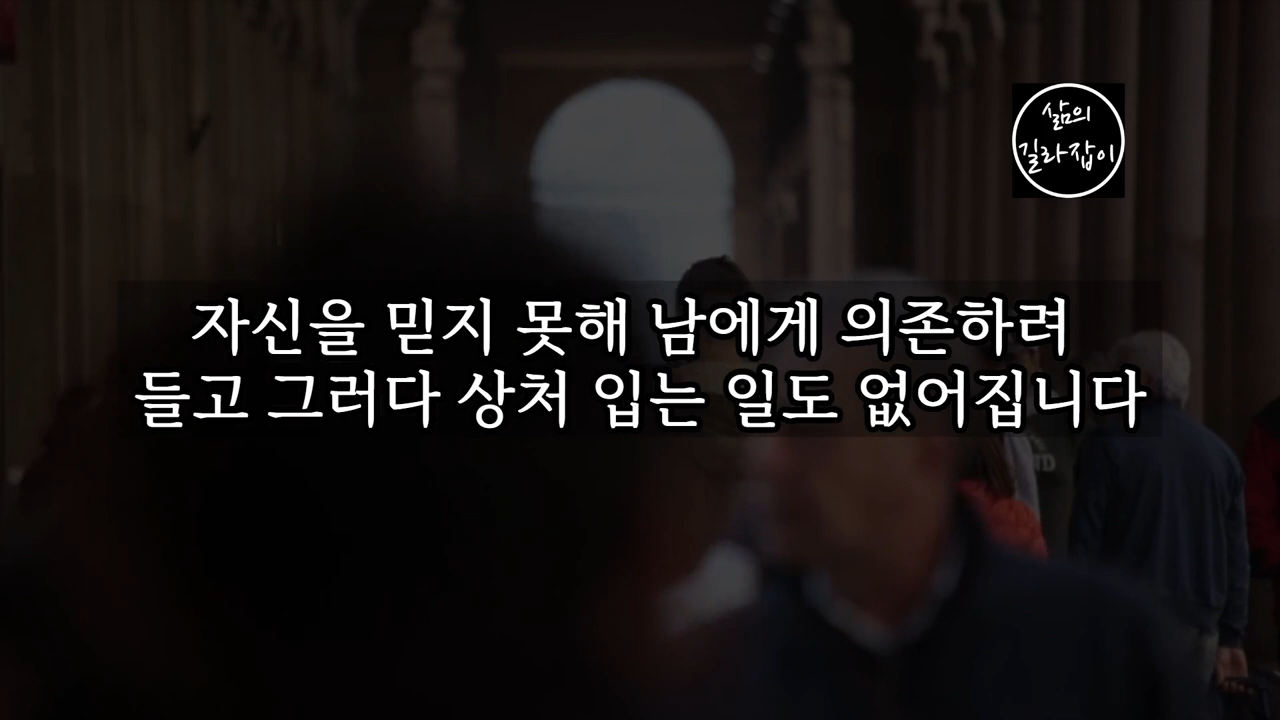 삶의
길라잡이
자신을 믿지 못해 남에게 의존하려
들고 그러다 상처 입는 일도 없어집니다
TD